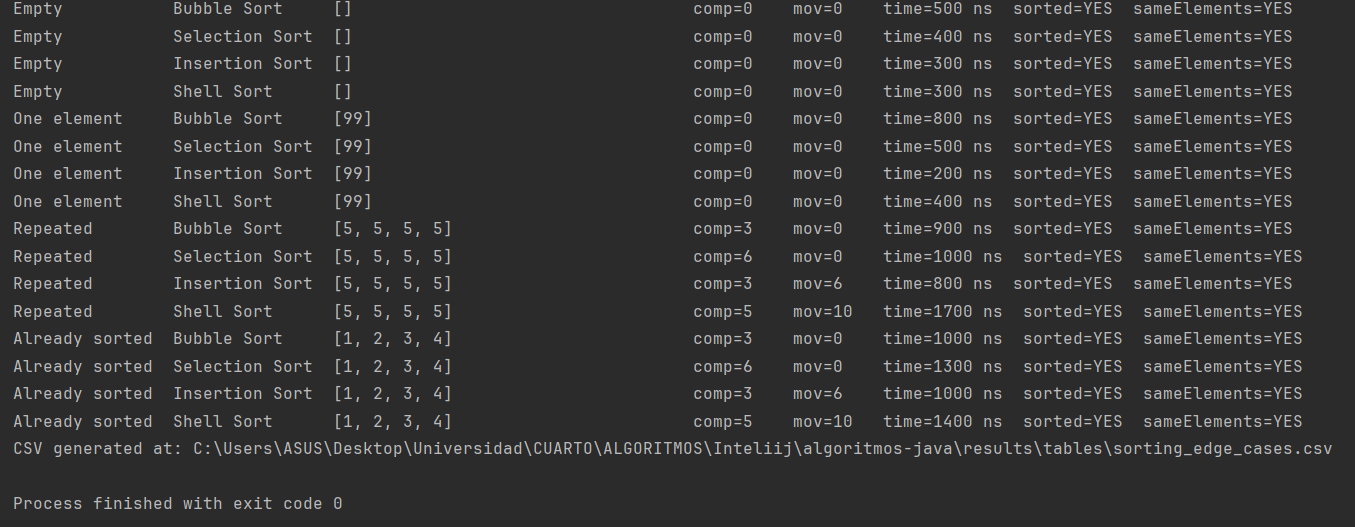 Empty           Bubble Sort     []                                  comp=0    mov=0    time=500 ns  sorted=YES  sameElements=YES
Empty           Selection Sort  []                                  comp=0    mov=0    time=400 ns  sorted=YES  sameElements=YES
Empty           Insertion Sort  []                                  comp=0    mov=0    time=300 ns  sorted=YES  sameElements=YES
Empty           Shell Sort      []                                  comp=0    mov=0    time=300 ns  sorted=YES  sameElements=YES
One element     Bubble Sort     [99]                                comp=0    mov=0    time=800 ns  sorted=YES  sameElements=YES
One element     Selection Sort  [99]                                comp=0    mov=0    time=500 ns  sorted=YES  sameElements=YES
One element     Insertion Sort  [99]                                comp=0    mov=0    time=200 ns  sorted=YES  sameElements=YES
One element     Shell Sort      [99]                                comp=0    mov=0    time=400 ns  sorted=YES  sameElements=YES
Repeated        Bubble Sort     [5, 5, 5, 5]                        comp=3    mov=0    time=900 ns  sorted=YES  sameElements=YES
Repeated        Selection Sort  [5, 5, 5, 5]                        comp=6    mov=0    time=1000 ns  sorted=YES  sameElements=YES
Repeated        Insertion Sort  [5, 5, 5, 5]                        comp=3    mov=6    time=800 ns  sorted=YES  sameElements=YES
Repeated        Shell Sort      [5, 5, 5, 5]                        comp=5    mov=10   time=1700 ns  sorted=YES  sameElements=YES
Already sorted  Bubble Sort     [1, 2, 3, 4]                        comp=3    mov=0    time=1000 ns  sorted=YES  sameElements=YES
Already sorted  Selection Sort  [1, 2, 3, 4]                        comp=6    mov=0    time=1300 ns  sorted=YES  sameElements=YES
Already sorted  Insertion Sort  [1, 2, 3, 4]                        comp=3    mov=6    time=1000 ns  sorted=YES  sameElements=YES
Already sorted  Shell Sort      [1, 2, 3, 4]                        comp=5    mov=10   time=1400 ns  sorted=YES  sameElements=YES
CSV generated at: C:\Users\ASUS\Desktop\Universidad\CUARTO\ALGORITMOS\Inteliij\algoritmos-java\results\tables\sorting_edge_cases.csv
Process finished with exit code 0